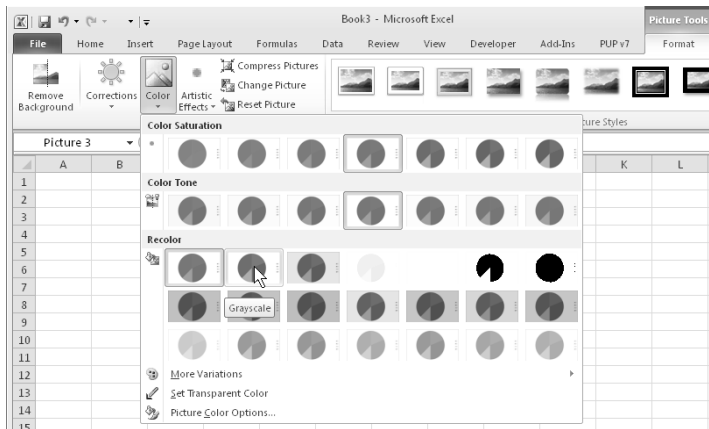 Book3 - Microsoft Excel
Picture Tools
File Home Insert Page Layout Formulas Data Review View Developer Add-Ins PUP v7 Format
Remove Background
Corrections
Color
Artistic Effects
Compress Pictures
Change Picture
Reset Picture
Picture 3
Color Saturation
A B K L
1
Color Tone
2
3
4
Recolor
5
6
7
8
Grayscale
9
10
11
12
More Variations
13
Set Transparent Color
14
Picture Color Options...
15